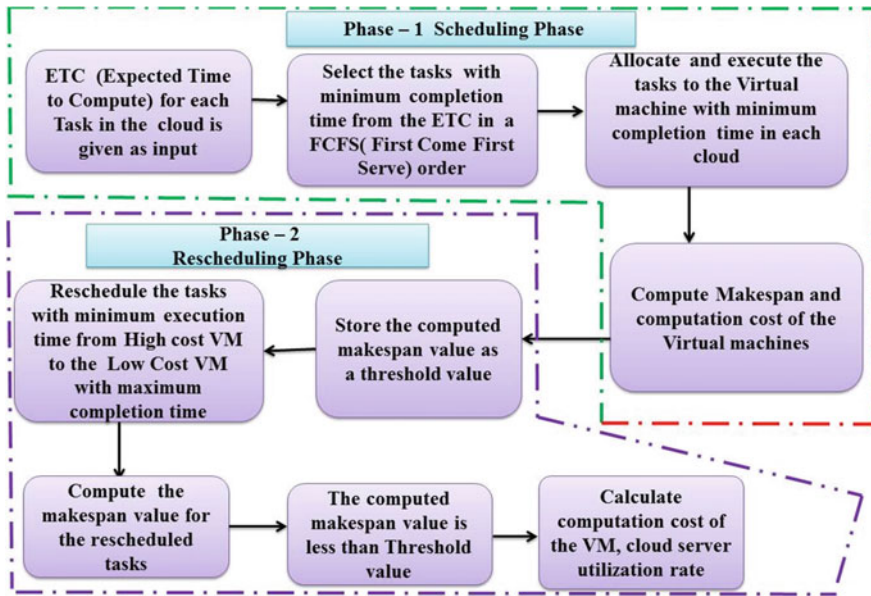 Phase – 1 Scheduling Phase
ETC (Expected Time
to Compute) for each
Task in the cloud is
given as input
Select the tasks with
minimum completion
time from the ETC in a
FCFS( First Come First
Serve) order
Allocate and execute the
tasks to the Virtual
machine with minimum
completion time in each
cloud
Compute Makespan and
computation cost of the
Virtual machines
Phase – 2
Rescheduling Phase
Store the computed
makespan value as
a threshold value
Reschedule the tasks
with minimum execution
time from High cost VM
to the Low Cost VM
with maximum
completion time
Compute the
makespan value for
the rescheduled
tasks
The computed
makespan value is
less than Threshold
value
Calculate
computation cost of
the VM, cloud server
utilization rate